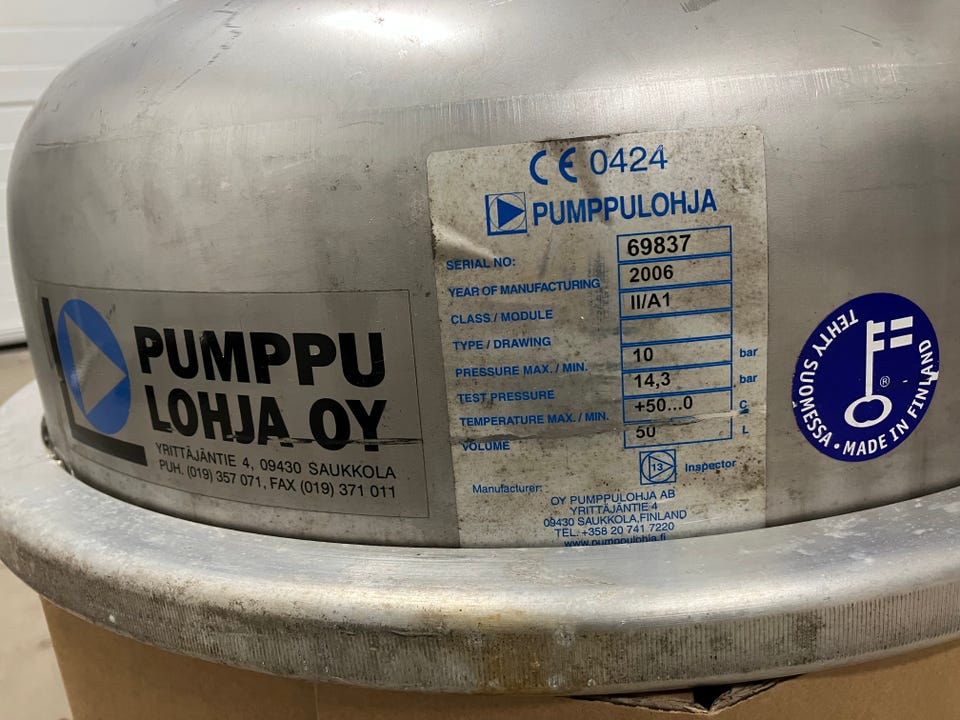 PUMPPU
LOHJA OY
YRITTÄJÄNTIE 4, 09430 SAUKKOLA
PUH. (019) 357 071, FAX (019) 371 011
CE 0424
PUMPPULOHJA
SERIAL NO: 69837
YEAR OF MANUFACTURING 2006
CLASS / MODULE II/A1
TYPE / DRAWING
PRESSURE MAX. / MIN. 10 bar
TEST PRESSURE 14,3 bar
TEMPERATURE MAX. / MIN. +50...0 C
VOLUME 50 L
13 Inspector
Manufacturer:
OY PUMPPULOHJA AB
YRITTÄJÄNTIE 4
09430 SAUKKOLA,FINLAND
TEL. +358 20 741 7220
www.pumppulohja.fi
TEHTY SUOMESSA • MADE IN FINLAND
®